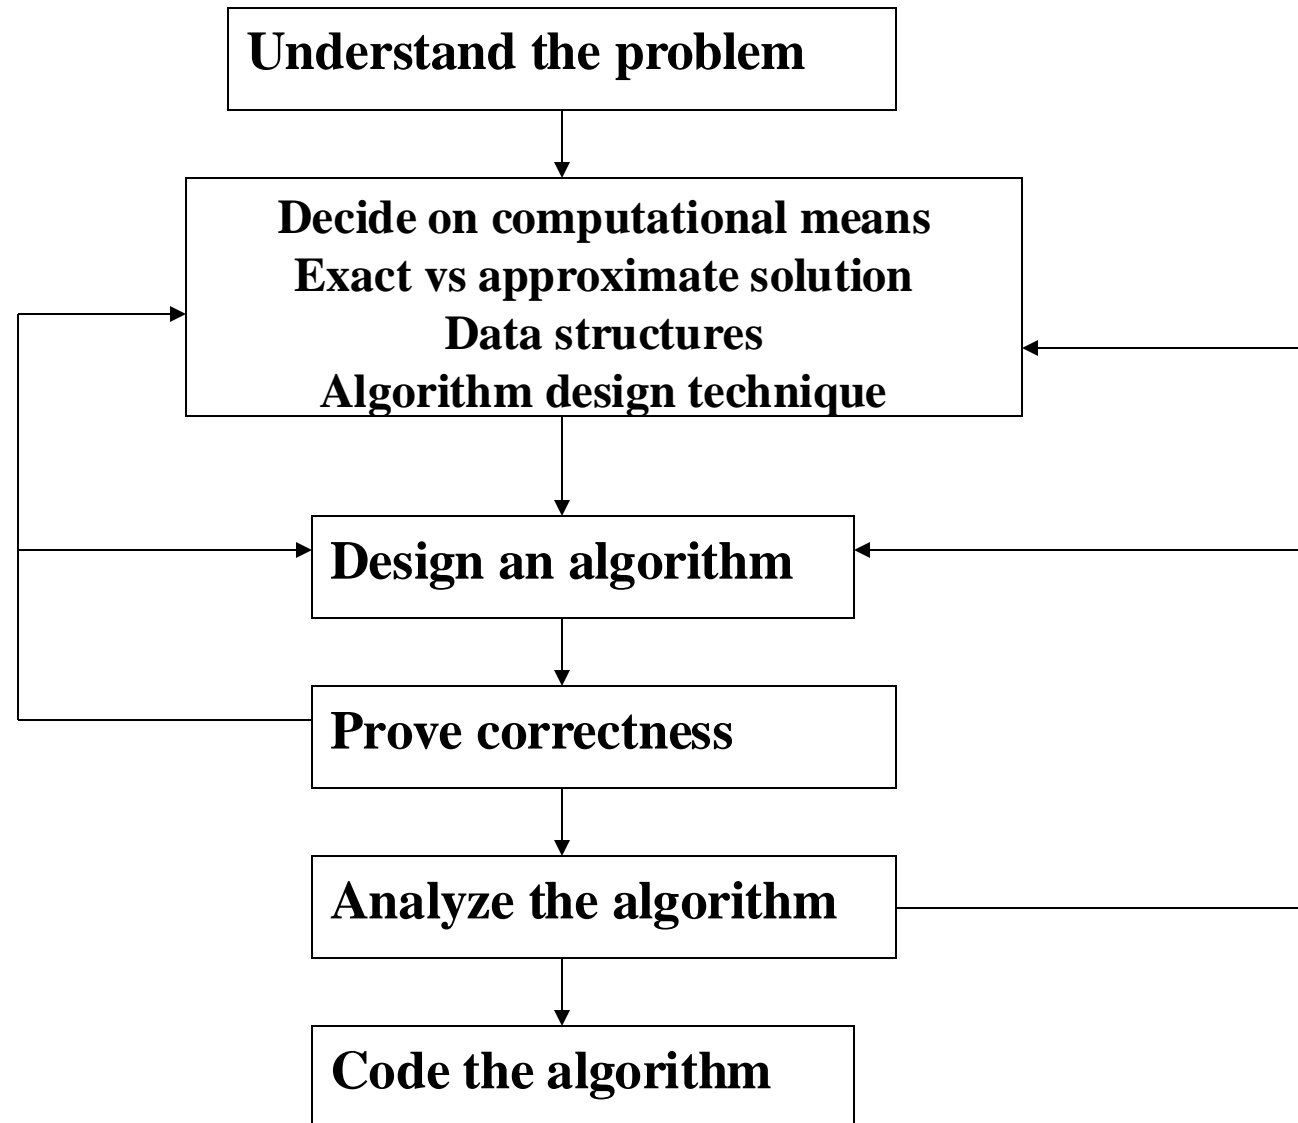 Understand the problem
Decide on computational means
Exact vs approximate solution
Data structures
Algorithm design technique
Design an algorithm
Prove correctness
Analyze the algorithm
Code the algorithm